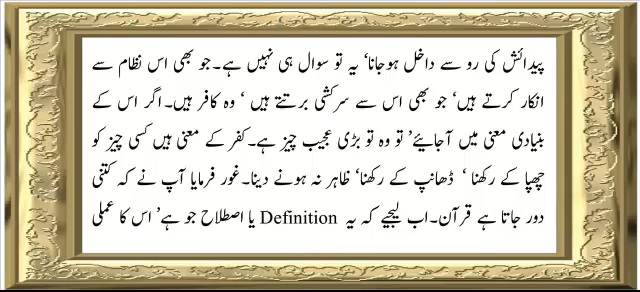 پیدائش کی رو سے داخل ہوجانا‘ یہ تو سوال ہی نہیں ہے۔جو بھی اس نظام سے
انکار کرتے ہیں‘ جو بھی اس سے سرکشی برتتے ہیں ‘ وہ کافر ہیں۔اگر اس کے
بنیادی معنی میں آجایئے’ تو وہ تو بڑی عجیب چیز ہے۔کفر کے معنی ہیں کسی چیز کو
چھپا کے رکھنا ‘ ڈھانپ کے رکھنا‘ ظاہر نہ ہونے دینا۔غور فرمایا آپ نے کہ کتنی
دور جاتا ہے قرآن۔اب لیجیے کہ یہ Definition یا اصطلاح جو ہے’ اس کا عملی